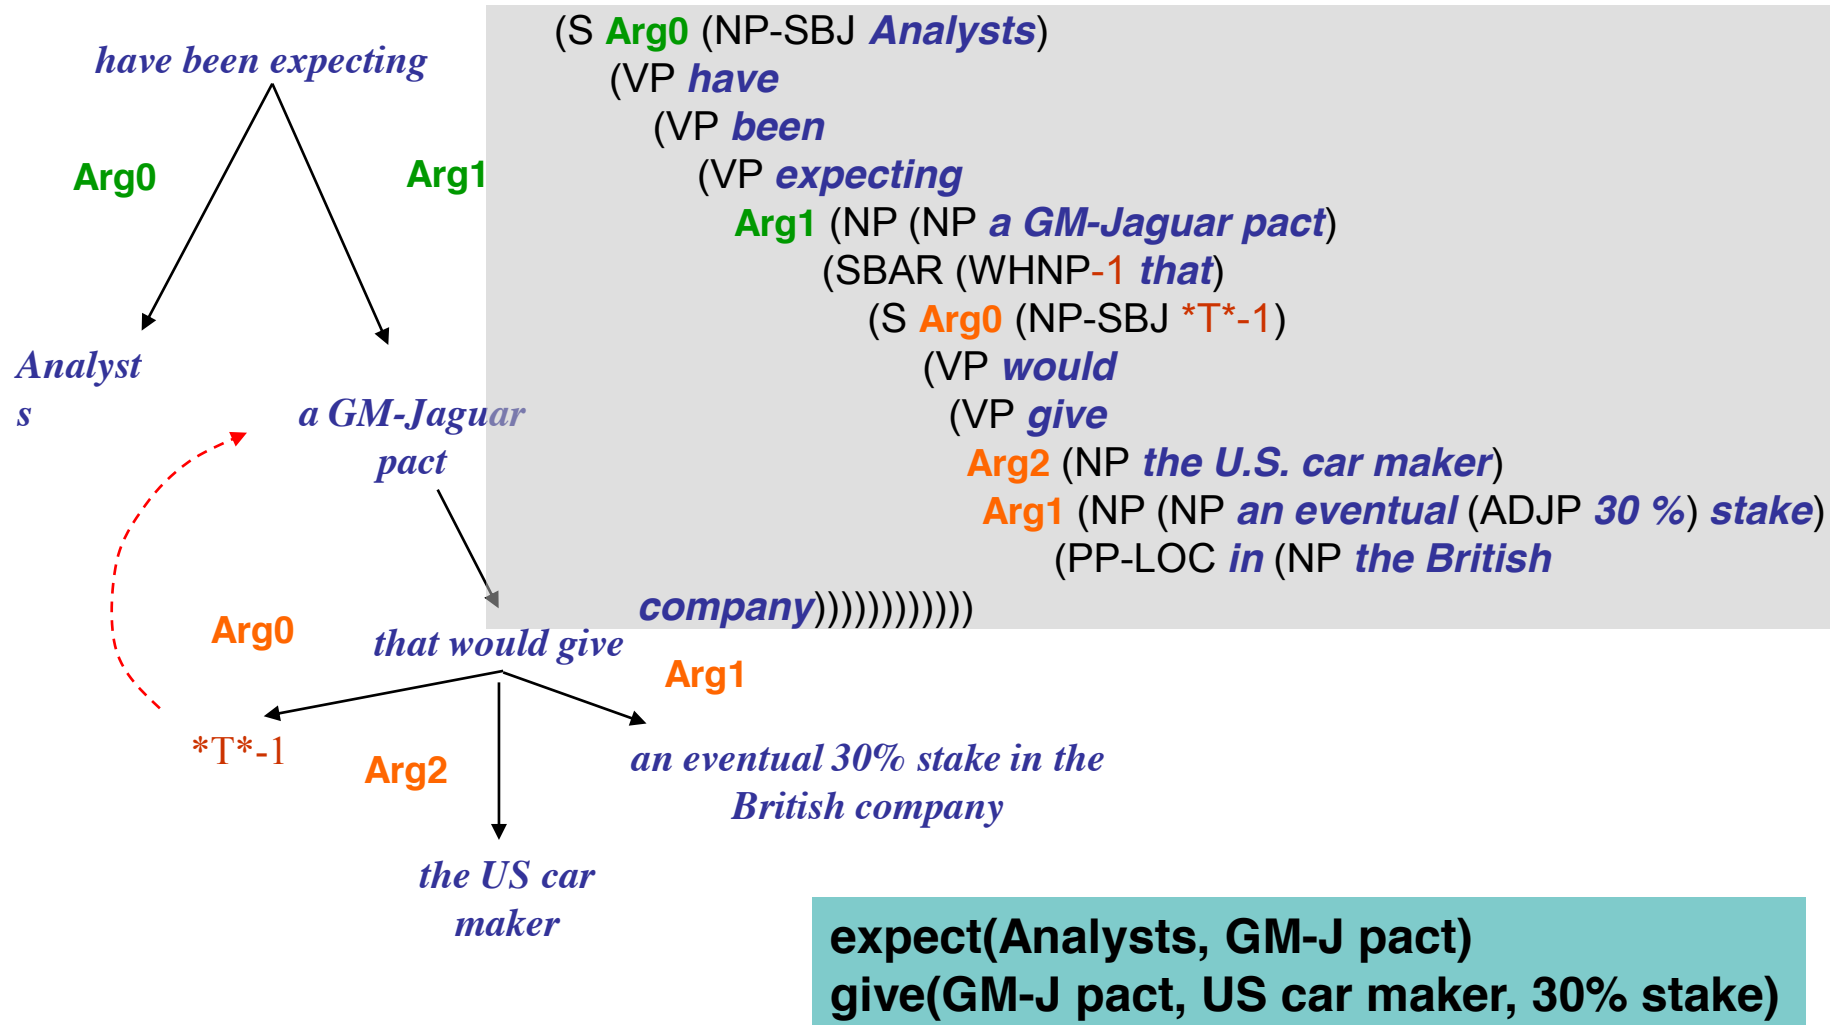 have been expecting
Arg0
Arg1
Analyst
s
a GM-Jaguar
pact
Arg0
that would give
Arg1
*T*-1
Arg2
an eventual 30% stake in the
British company
the US car
maker
(S Arg0 (NP-SBJ Analysts)
(VP have
(VP been
(VP expecting
Arg1 (NP (NP a GM-Jaguar pact)
(SBAR (WHNP-1 that)
(S Arg0 (NP-SBJ *T*-1)
(VP would
(VP give
Arg2 (NP the U.S. car maker)
Arg1 (NP (NP an eventual (ADJP 30 %) stake)
(PP-LOC in (NP the British
company))))))))))))
expect(Analysts, GM-J pact)
give(GM-J pact, US car maker, 30% stake)